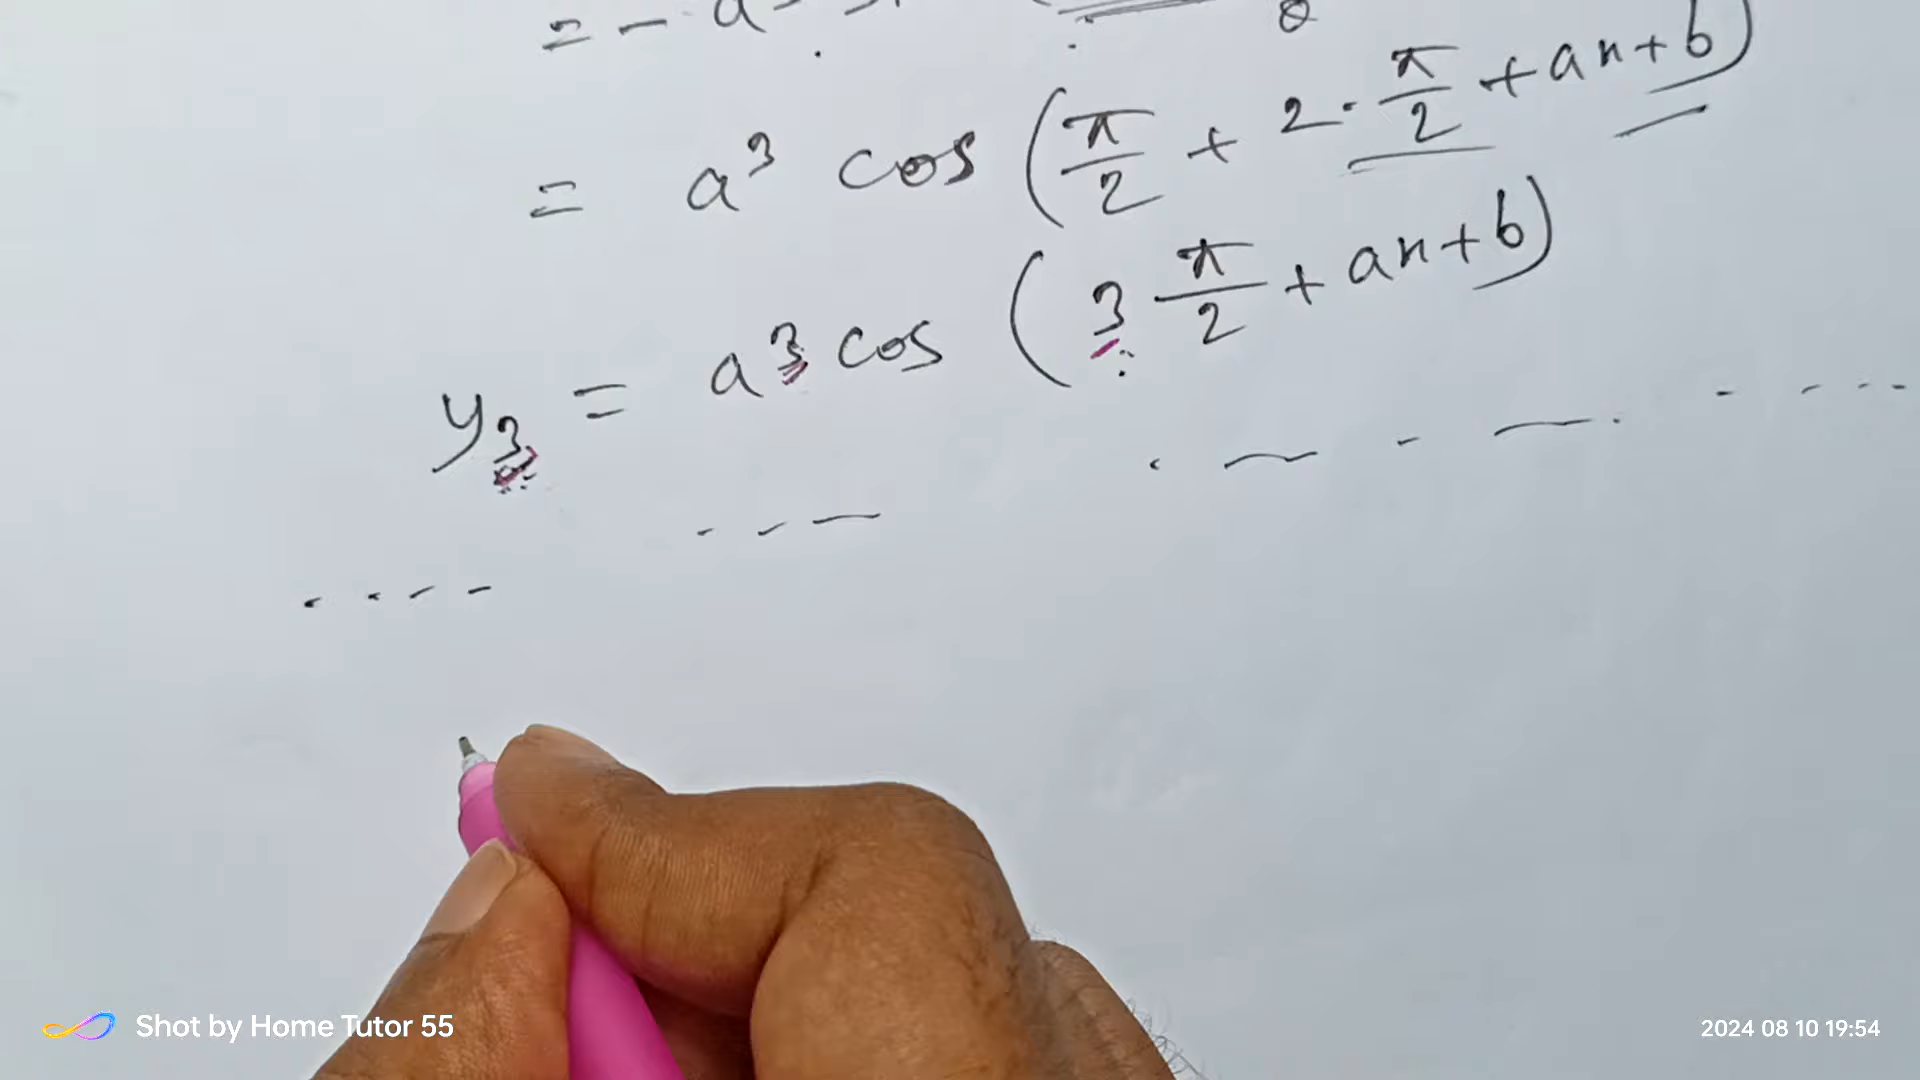 = - a
= a³ cos (π/2 + 2·π/2 + ax + b)
y₃ = a³ cos (3 π/2 + ax + b)
Shot by Home Tutor 55
2024 08 10 19:54